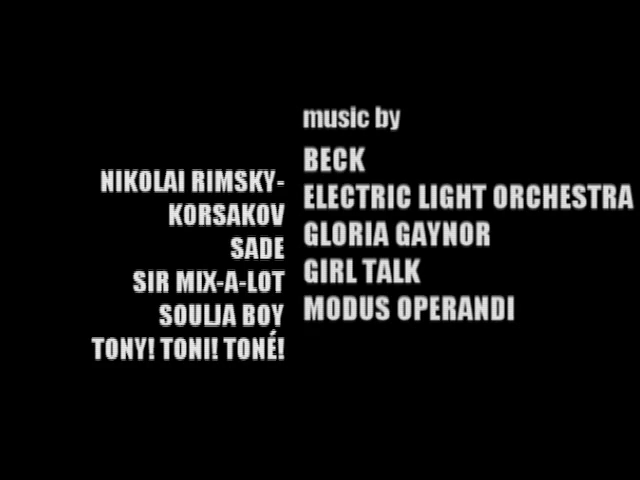 music by
BECK
ELECTRIC LIGHT ORCHESTRA
GLORIA GAYNOR
GIRL TALK
MODUS OPERANDI
NIKOLAI RIMSKY-
KORSAKOV
SADE
SIR MIX-A-LOT
SOULJA BOY
TONY! TONI! TONÉ!